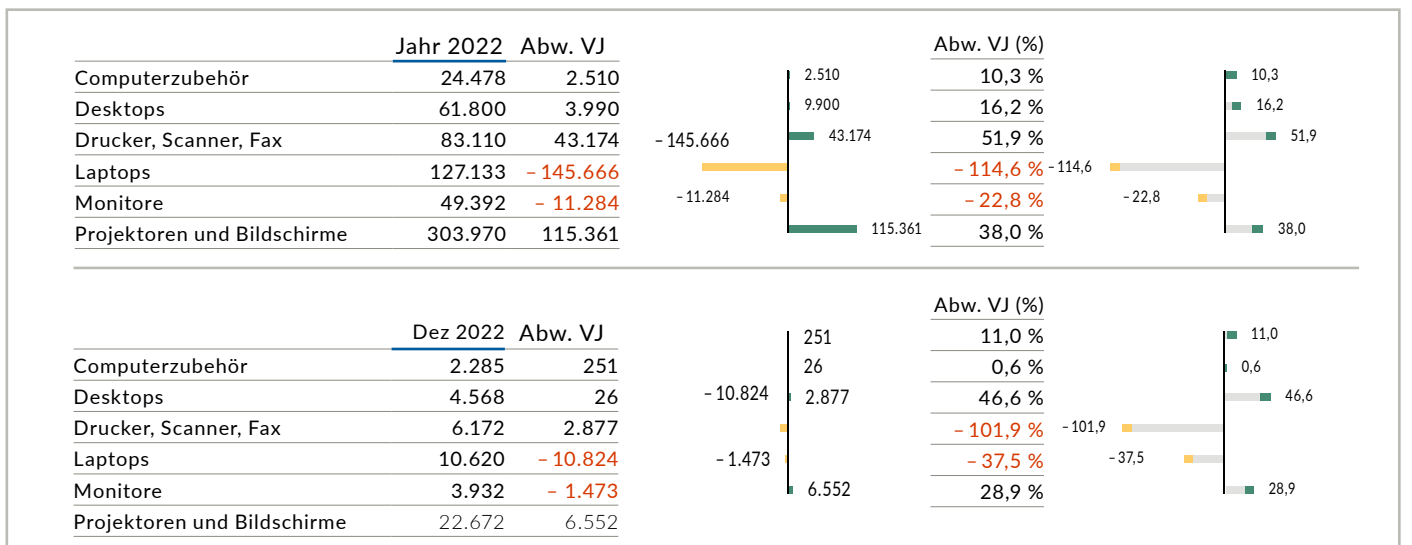 Jahr 2022 Abw. VJ Abw. VJ (%)
Computerzubehör 24.478 2.510 2.510 10,3 % 10,3
Desktops 61.800 3.990 9.900 16,2 % 16,2
Drucker, Scanner, Fax 83.110 43.174 – 145.666 43.174 51,9 % 51,9
Laptops 127.133 – 145.666 – 114,6 % – 114,6
Monitore 49.392 – 11.284 – 11.284 – 22,8 % – 22,8
Projektoren und Bildschirme 303.970 115.361 115.361 38,0 % 38,0
Abw. VJ (%)
Dez 2022 Abw. VJ 251 11,0 % 11,0
Computerzubehör 2.285 251 26 0,6 % 0,6
Desktops 4.568 26 – 10.824 2.877 46,6 % 46,6
Drucker, Scanner, Fax 6.172 2.877 – 101,9 % – 101,9
Laptops 10.620 – 10.824 – 1.473 – 37,5 % – 37,5
Monitore 3.932 – 1.473 6.552 28,9 % 28,9
Projektoren und Bildschirme 22.672 6.552